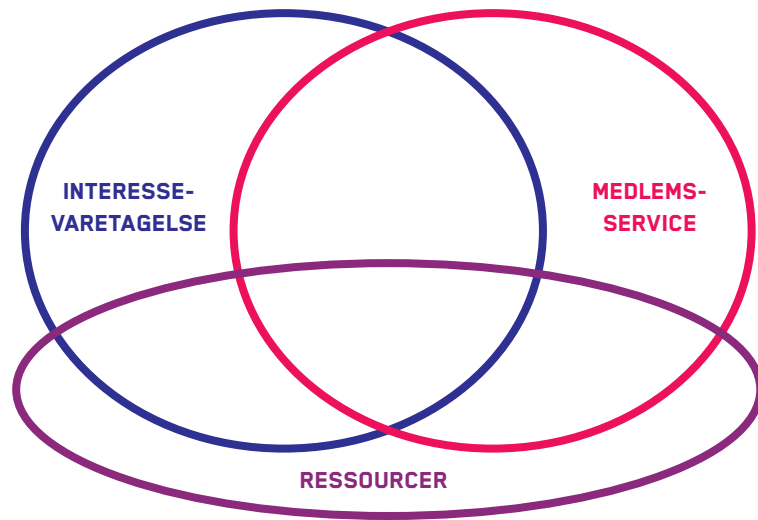 INTERESSE-
VARETAGELSE
MEDLEMS-
SERVICE
RESSOURCER